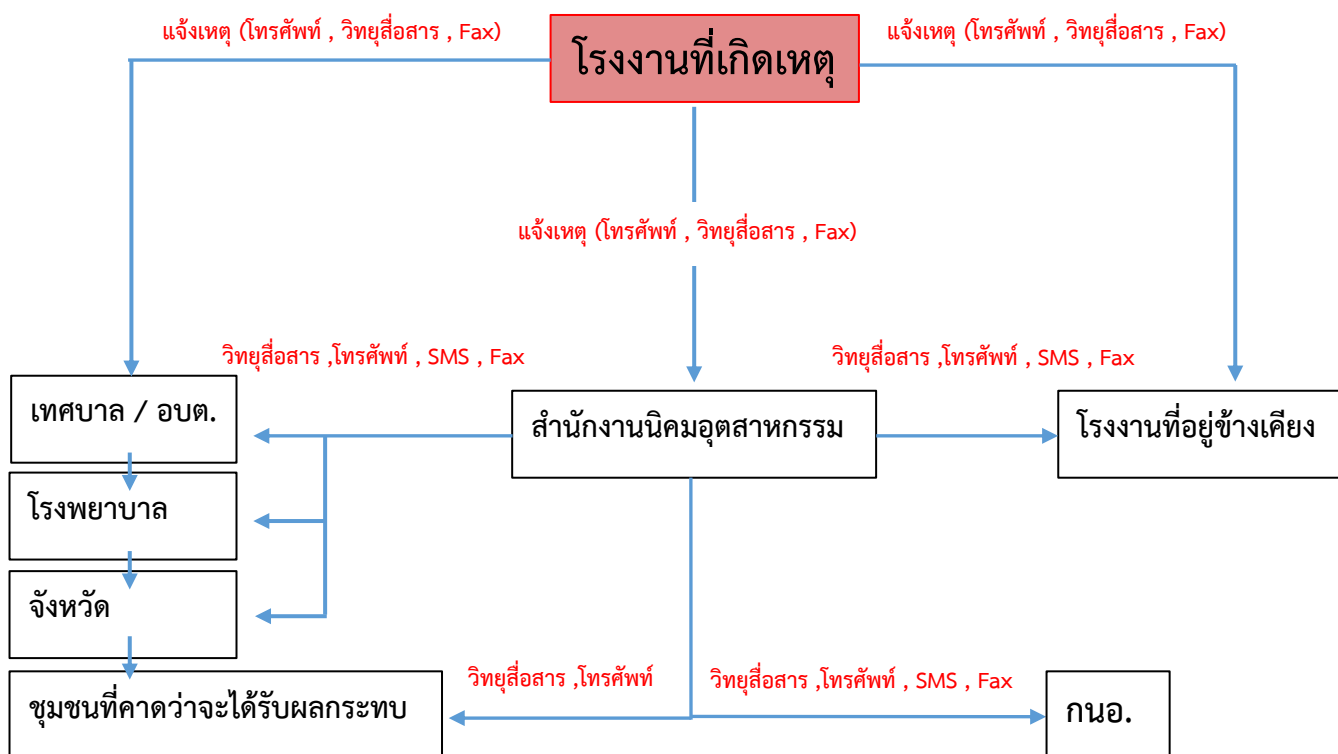 แจ้งเหตุ (โทรศัพท์ , วิทยุสื่อสาร , Fax)
โรงงานที่เกิดเหตุ
แจ้งเหตุ (โทรศัพท์ , วิทยุสื่อสาร , Fax)
แจ้งเหตุ (โทรศัพท์ , วิทยุสื่อสาร , Fax)
วิทยุสื่อสาร ,โทรศัพท์ , SMS , Fax
วิทยุสื่อสาร ,โทรศัพท์ , SMS , Fax
เทศบาล / อบต.
สำนักงานนิคมอุตสาหกรรม
โรงงานที่อยู่ข้างเคียง
โรงพยาบาล
จังหวัด
วิทยุสื่อสาร ,โทรศัพท์
วิทยุสื่อสาร ,โทรศัพท์ , SMS , Fax
ชุมชนที่คาดว่าจะได้รับผลกระทบ
กนอ.